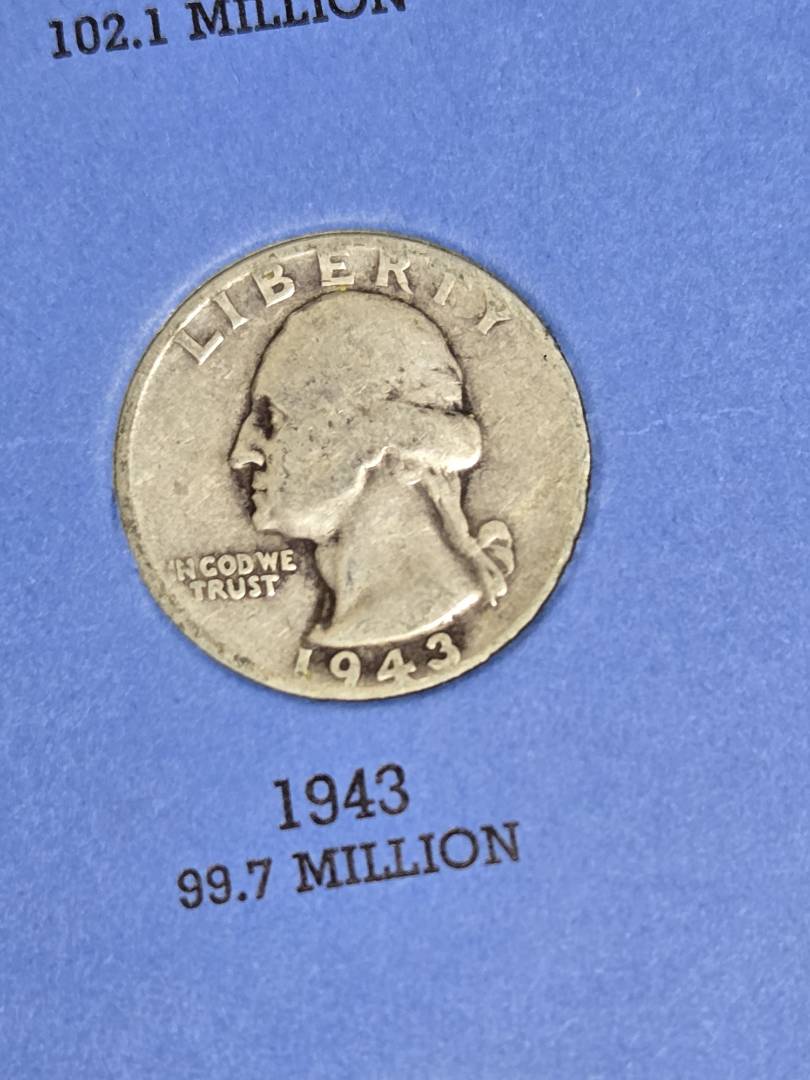 102.1 MILLION
LIBERTY
IN GOD WE
TRUST
1943
1943
99.7 MILLION